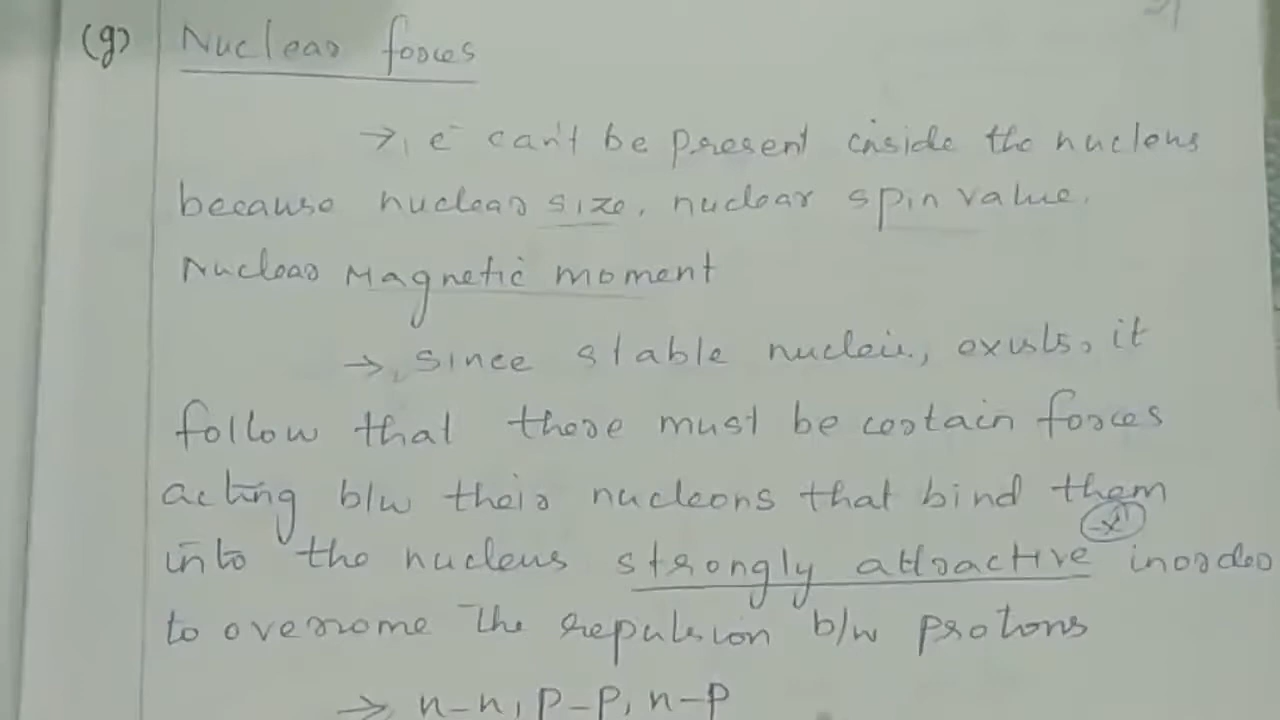 (g) Nuclear forces
→, e⁻ can't be present inside the nucleus
because nuclear size, nuclear spin value.
Nuclear Magnetic moment
→, since stable nucleii, exists, it
follow that there must be certain forces
acting b/w their nucleons that bind them
into the nucleus strongly attractive inorder
to overcome The repulsion b/w protons
→, n-n, p-p, n-p